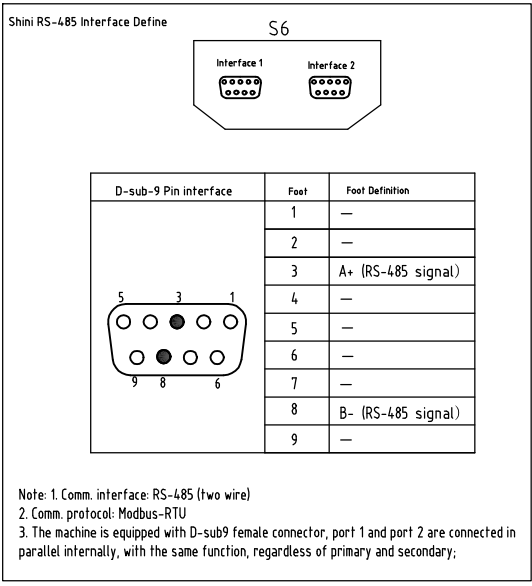 Shini RS-485 Interface Define
S6
Interface 1 Interface 2
D-sub-9 Pin interface Foot Foot Definition
1 —
2 —
3 A+ (RS-485 signal)
4 —
5 —
6 —
7 —
8 B- (RS-485 signal)
9 —
5 3 1
9 8 6
Note: 1. Comm. interface: RS-485 (two wire)
2. Comm. protocol: Modbus-RTU
3. The machine is equipped with D-sub9 female connector, port 1 and port 2 are connected in
parallel internally, with the same function, regardless of primary and secondary;